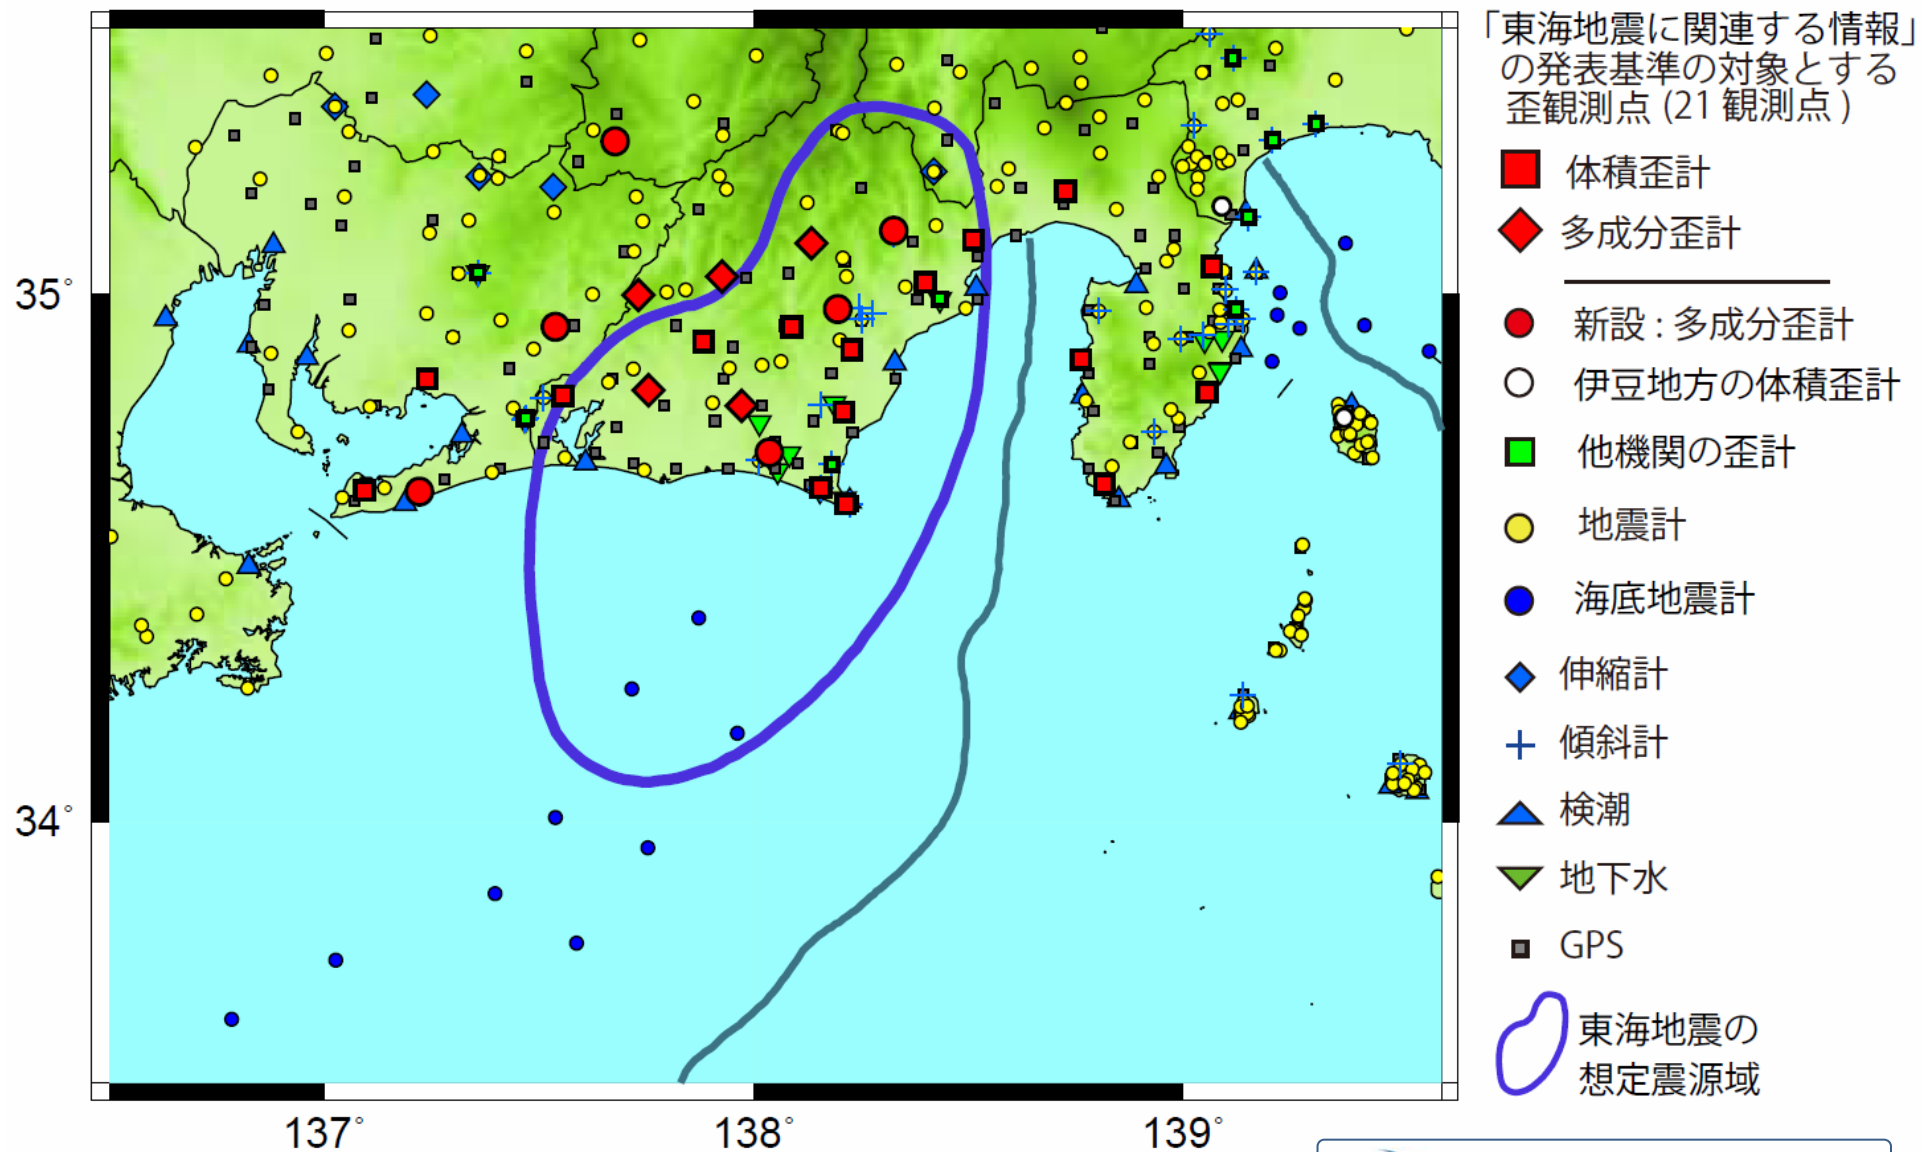 「東海地震に関連する情報」
の発表基準の対象とする
歪観測点 (21 観測点 )
体積歪計
多成分歪計
新設 : 多成分歪計
伊豆地方の体積歪計
他機関の歪計
地震計
海底地震計
伸縮計
傾斜計
検潮
地下水
GPS
東海地震の
想定震源域
35°
34°
137°
138°
139°